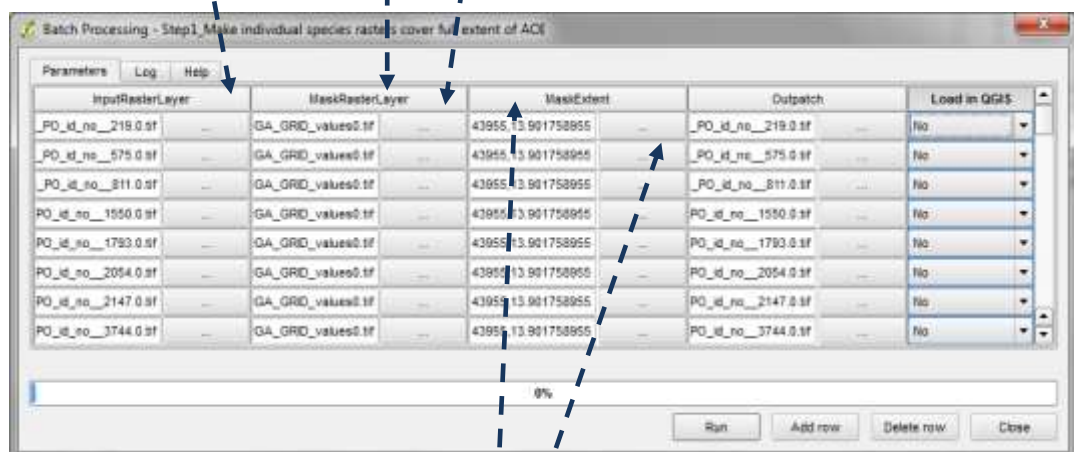 Batch Processing - Step1_Make individual species rasters cover full extent of ACE
Parameters Log Help
InputRasterLayer MaskRasterLayer MaskExtent Outpatch Load in QGIS
_PO_id_no__219.0.tif ... GA_GRID_values0.tif ... 43955,13.901758955 ... _PO_id_no__219.0.tif ... No
_PO_id_no__575.0.tif ... GA_GRID_values0.tif ... 43955,13.901758955 ... _PO_id_no__575.0.tif ... No
_PO_id_no__811.0.tif ... GA_GRID_values0.tif ... 43955,13.901758955 ... _PO_id_no__811.0.tif ... No
PO_id_no__1550.0.tif ... GA_GRID_values0.tif ... 43955,13.901758955 ... PO_id_no__1550.0.tif ... No
PO_id_no__1793.0.tif ... GA_GRID_values0.tif ... 43955,13.901758955 ... PO_id_no__1793.0.tif ... No
PO_id_no__2054.0.tif ... GA_GRID_values0.tif ... 43955,13.901758955 ... PO_id_no__2054.0.tif ... No
PO_id_no__2147.0.tif ... GA_GRID_values0.tif ... 43955,13.901758955 ... PO_id_no__2147.0.tif ... No
PO_id_no__3744.0.tif ... GA_GRID_values0.tif ... 43955,13.901758955 ... PO_id_no__3744.0.tif ... No
0%
Run Add row Delete row Close